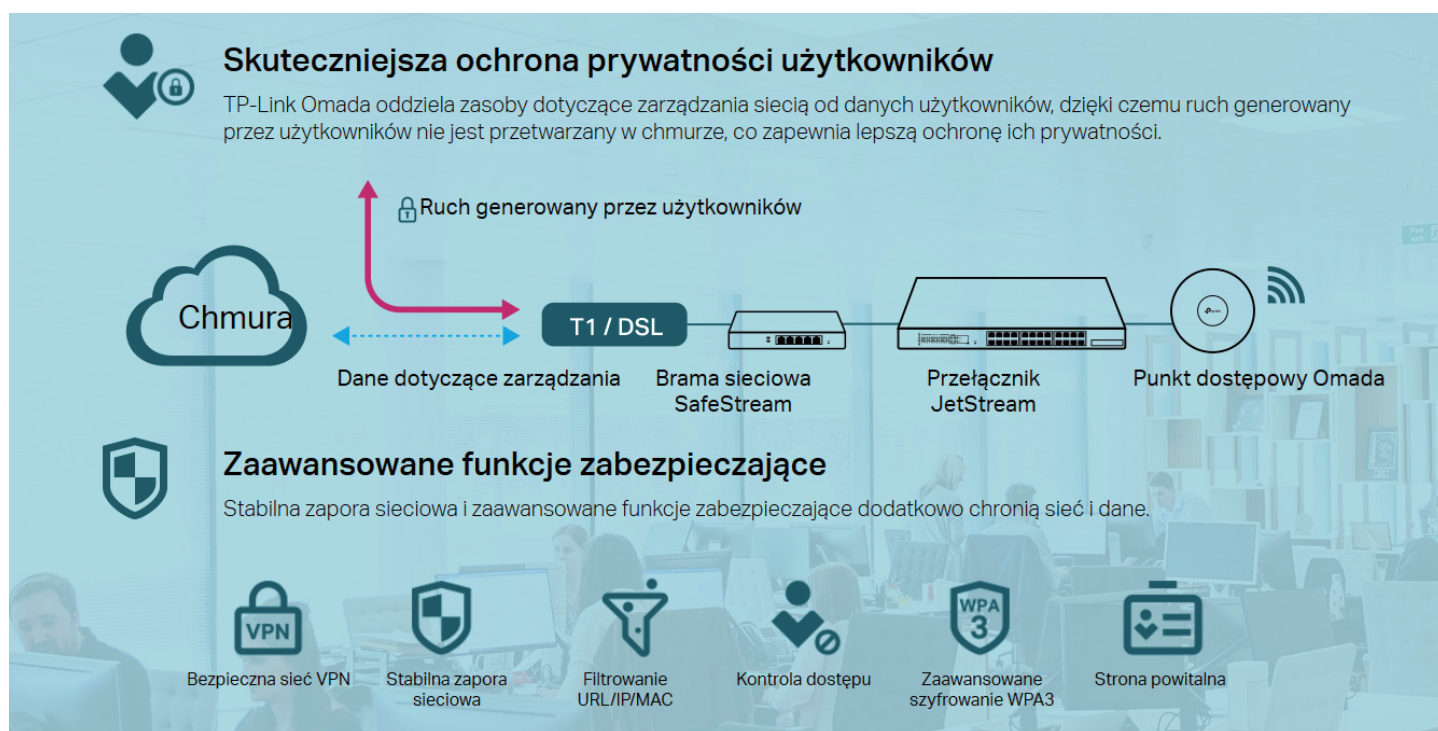 Skuteczniejsza ochrona prywatności użytkowników
TP-Link Omada oddziela zasoby dotyczące zarządzania siecią od danych użytkowników, dzięki czemu ruch generowany
przez użytkowników nie jest przetwarzany w chmurze, co zapewnia lepszą ochronę ich prywatności.
Ruch generowany przez użytkowników
Chmura
T1 / DSL
Dane dotyczące zarządzania
Brama sieciowa
SafeStream
Przełącznik
JetStream
Punkt dostępowy Omada
Zaawansowane funkcje zabezpieczające
Stabilna zapora sieciowa i zaawansowane funkcje zabezpieczające dodatkowo chronią sieć i dane.
VPN
WPA
3
Bezpieczna sieć VPN
Stabilna zapora
sieciowa
Filtrowanie
URL/IP/MAC
Kontrola dostępu
Zaawansowane
szyfrowanie WPA3
Strona powitalna